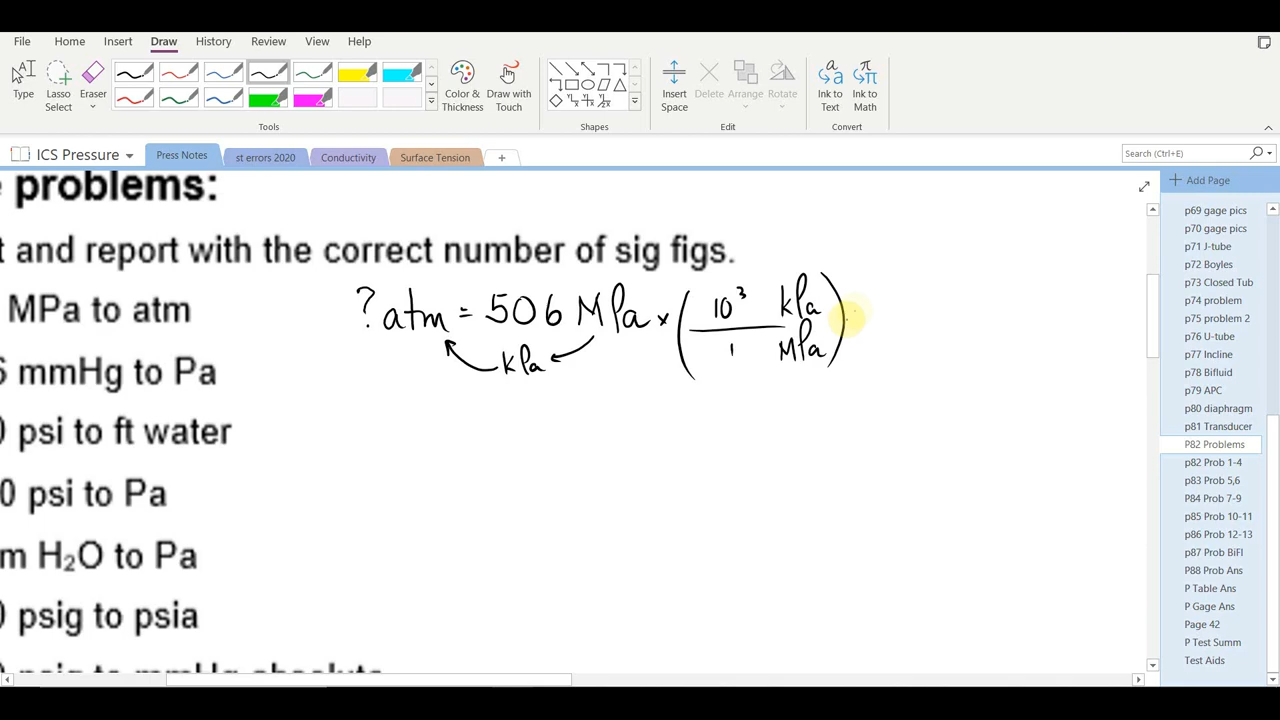 File Home Insert Draw History Review View Help
Type Lasso Select Eraser Color & Thickness Draw with Touch Insert Space Delete Arrange Rotate Ink to Text Ink to Math
Tools Shapes Edit Convert
ICS Pressure Press Notes st errors 2020 Conductivity Surface Tension + Search (Ctrl+E)
problems:
t and report with the correct number of sig figs.
MPa to atm
? atm = 506 MPa × (10³ kPa / 1 MPa)
kPa
6 mmHg to Pa
0 psi to ft water
0 psi to Pa
m H₂O to Pa
0 psig to psia
0 psig to mmHg absolute
Add Page
p69 gage pics
p70 gage pics
p71 J-tube
p72 Boyles
p73 Closed Tub
p74 problem
p75 problem 2
p76 U-tube
p77 Incline
p78 Bifluid
p79 APC
p80 diaphragm
p81 Transducer
P82 Problems
p82 Prob 1-4
p83 Prob 5,6
P84 Prob 7-9
p85 Prob 10-11
p86 Prob 12-13
p87 Prob BiFl
P88 Prob Ans
P Table Ans
P Gage Ans
Page 42
P Test Summ
Test Aids